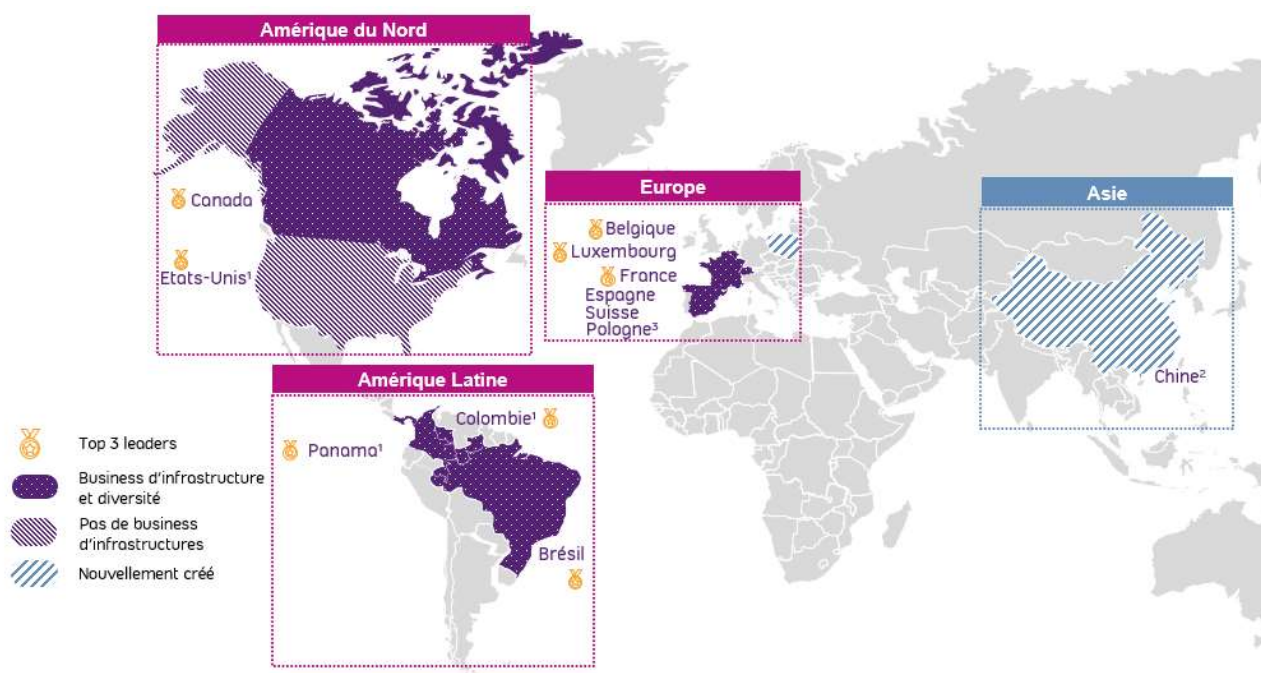 Amérique du Nord
Canada
Etats-Unis¹
Europe
Belgique
Luxembourg
France
Espagne
Suisse
Pologne³
Asie
Chine²
Amérique Latine
Colombie¹
Panama¹
Brésil
Top 3 leaders
Business d'infrastructure
et diversité
Pas de business
d'infrastructures
Nouvellement créé